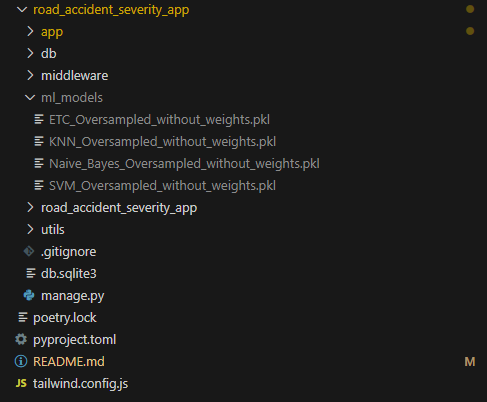 road_accident_severity_app
app
db
middleware
ml_models
ETC_Oversampled_without_weights.pkl
KNN_Oversampled_without_weights.pkl
Naive_Bayes_Oversampled_without_weights.pkl
SVM_Oversampled_without_weights.pkl
road_accident_severity_app
utils
.gitignore
db.sqlite3
manage.py
poetry.lock
pyproject.toml
README.md M
JS tailwind.config.js